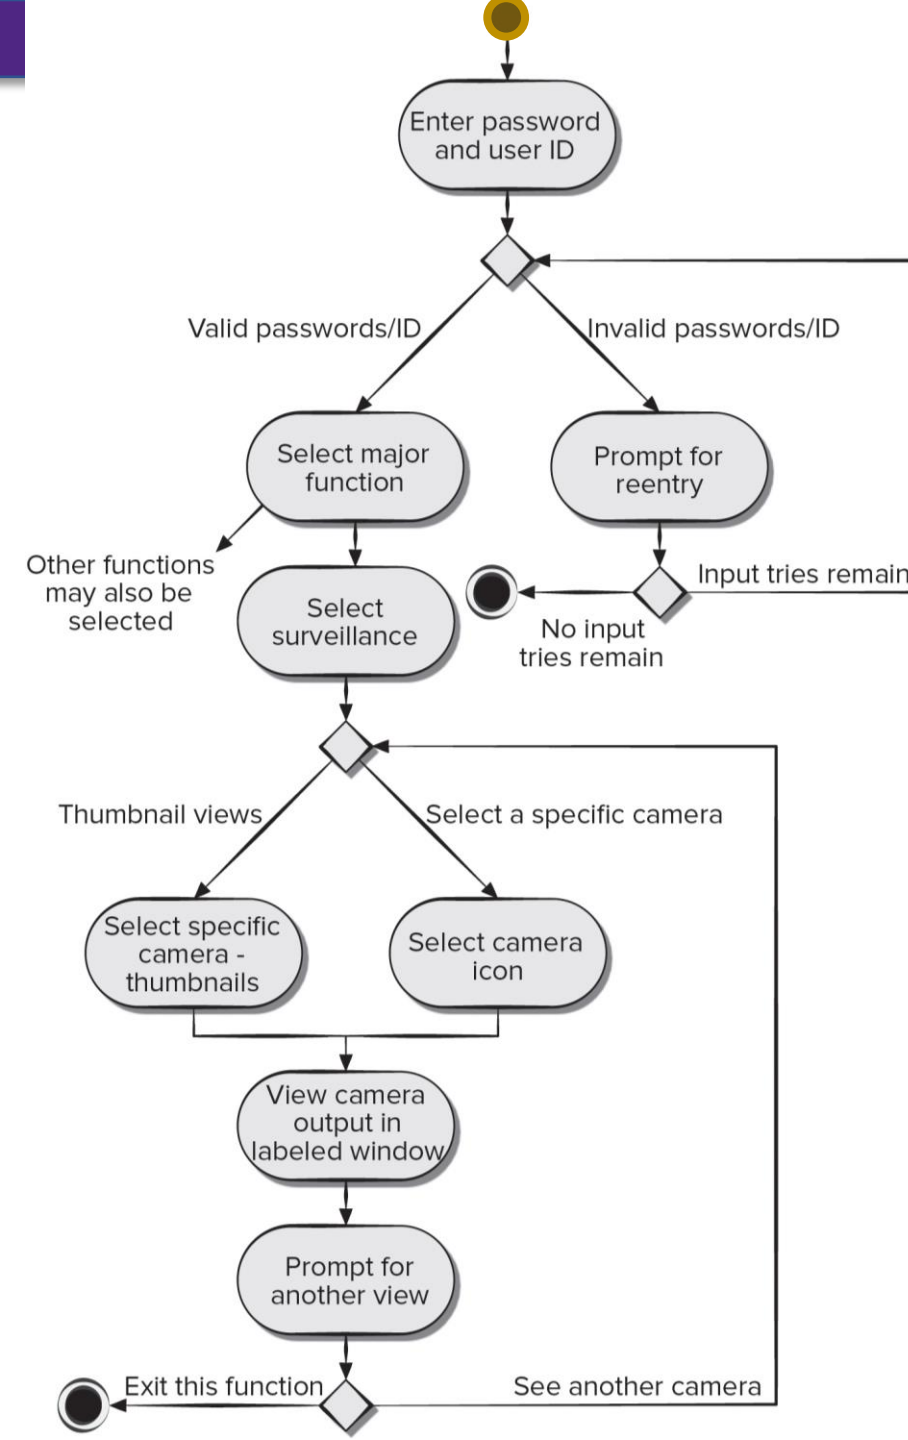 Enter password
and user ID
Valid passwords/ID
Invalid passwords/ID
Select major
function
Prompt for
reentry
Other functions
may also be
selected
Select
surveillance
Input tries remain
No input
tries remain
Thumbnail views
Select a specific camera
Select specific
camera -
thumbnails
Select camera
icon
View camera
output in
labeled window
Prompt for
another view
Exit this function
See another camera